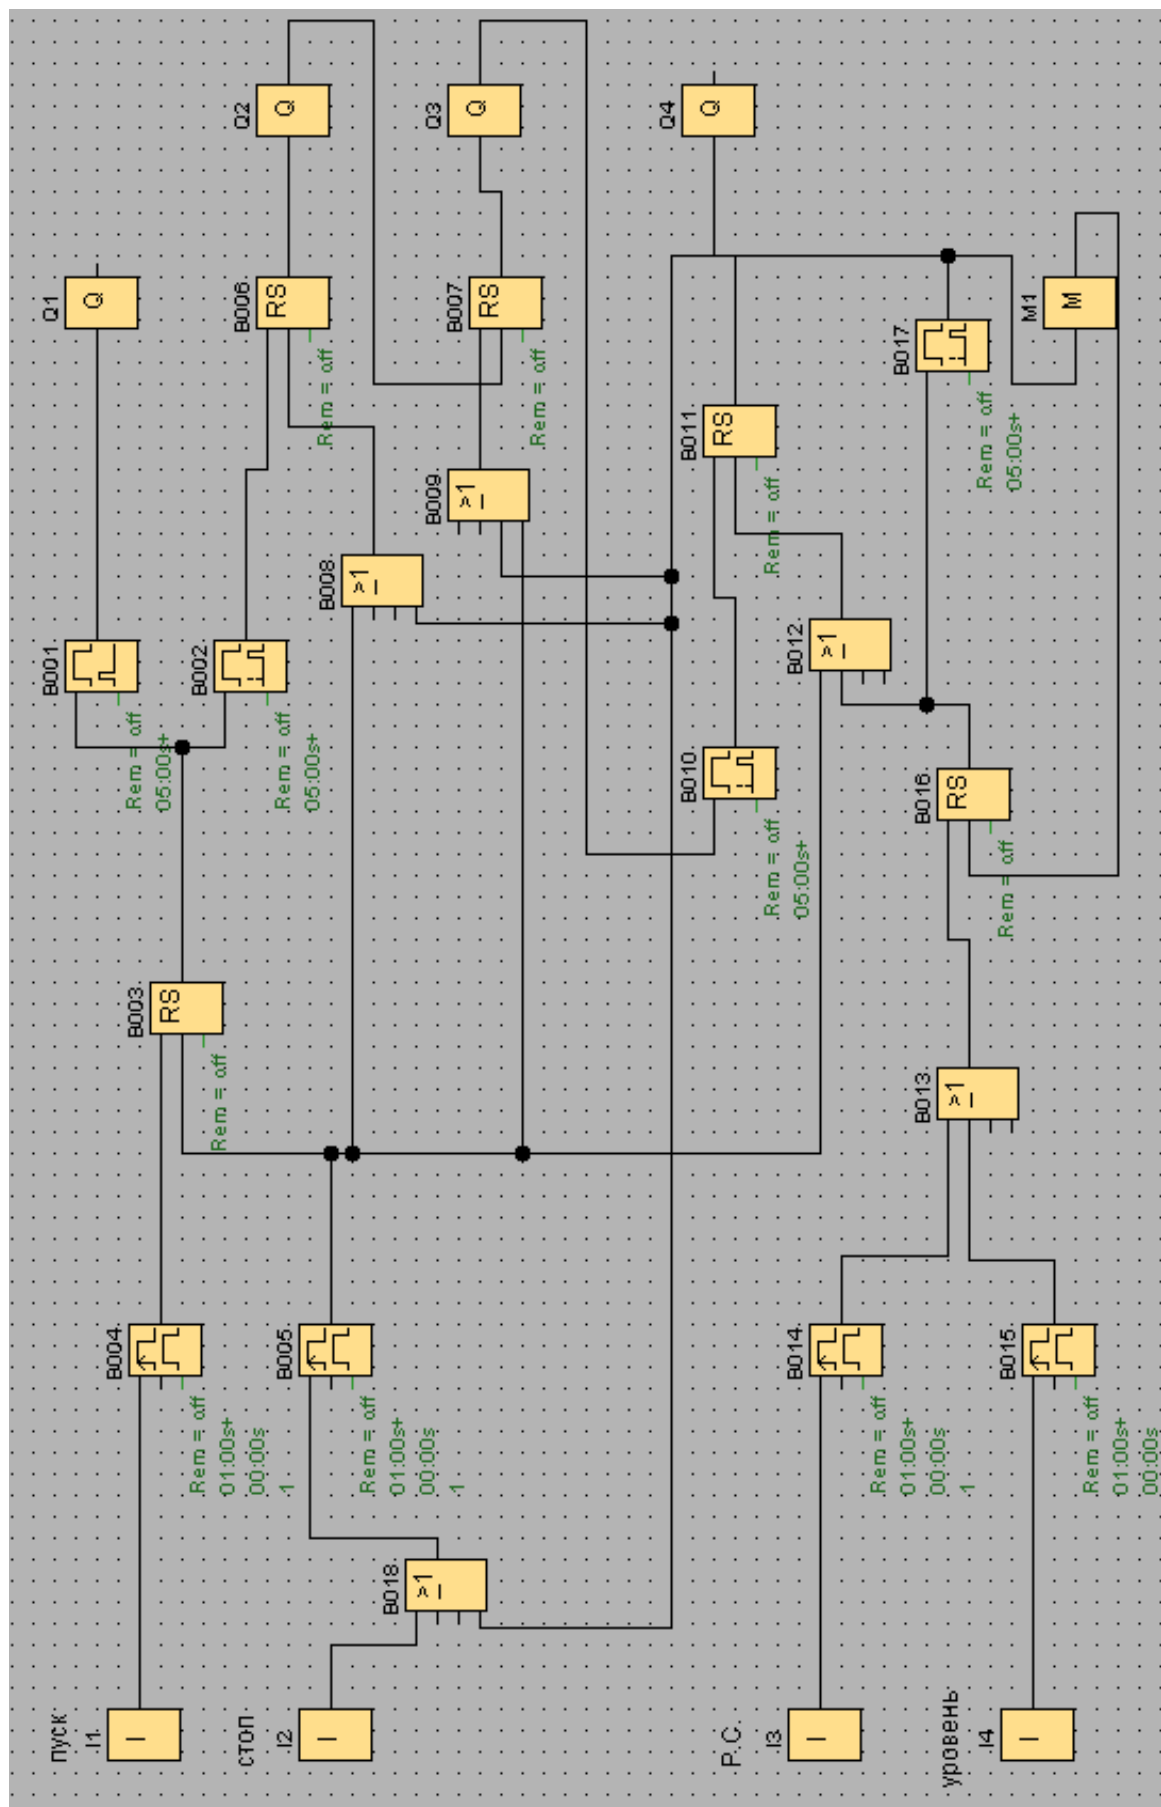 пуск
I1
I
B004
Rem = off
01:00s+
00:00s
1
B003
RS
Rem = off
B001
Rem = off
05:00s+
Q1
Q
стоп
I2
I
B018
≥1
B005
Rem = off
01:00s+
00:00s
1
B002
Rem = off
05:00s+
B008
≥1
B006
RS
Rem = off
Q2
Q
B009
≥1
B007
RS
Rem = off
Q3
Q
Р.С.
I3
I
B014
Rem = off
01:00s+
00:00s
1
B010
Rem = off
05:00s+
B012
≥1
B011
RS
Rem = off
Q4
Q
уровень
I4
I
B015
Rem = off
01:00s+
00:00s
B013
≥1
B016
RS
Rem = off
B017
Rem = off
05:00s+
M1
M